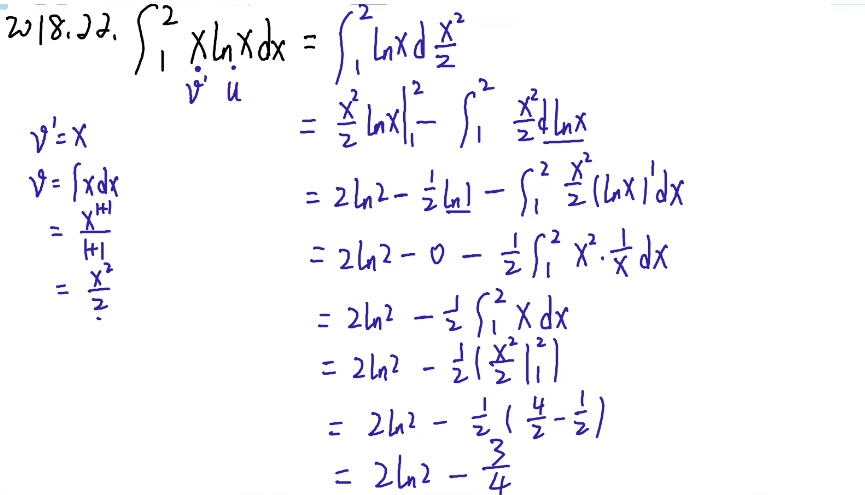 2018.22. ∫₁² x ln x dx = ∫₁² ln x d x²/2
v' u
= x²/2 ln x |₁² - ∫₁² x²/2 d ln x
v' = x
v = ∫ x dx
= x^(1+1)/(1+1)
= x²/2
= 2ln2 - 1/2 ln1 - ∫₁² x²/2 (ln x)' dx
= 2ln2 - 0 - 1/2 ∫₁² x² · 1/x dx
= 2ln2 - 1/2 ∫₁² x dx
= 2ln2 - 1/2 (x²/2 |₁²)
= 2ln2 - 1/2 (4/2 - 1/2)
= 2ln2 - 3/4